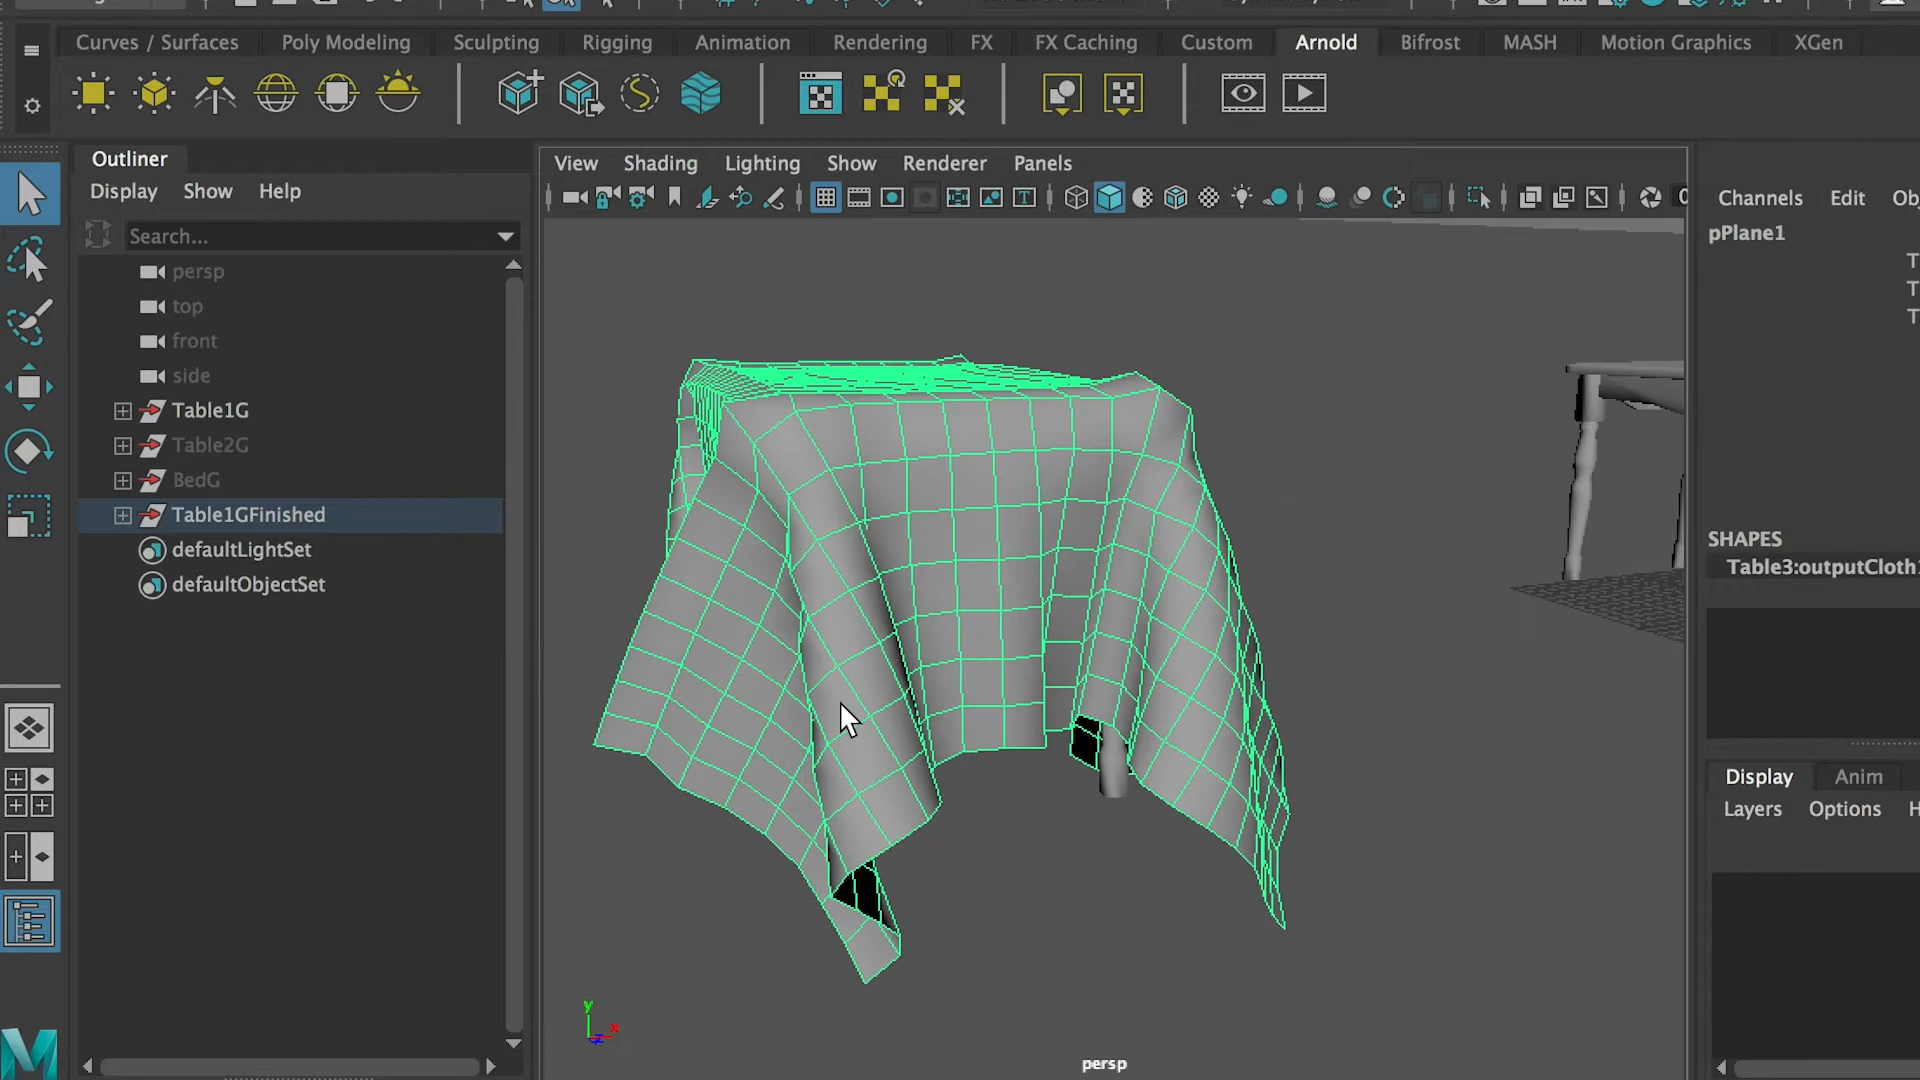 Curves / Surfaces Poly Modeling Sculpting Rigging Animation Rendering FX FX Caching Custom Arnold Bifrost MASH Motion Graphics XGen
Outliner
Display Show Help
Search...
persp
top
front
side
Table1G
Table2G
BedG
Table1GFinished
defaultLightSet
defaultObjectSet
View Shading Lighting Show Renderer Panels
T
0
y
x
z
persp
Channels Edit Ob
pPlane1
T
T
T
SHAPES
Table3:outputCloth
Display Anim
Layers Options H